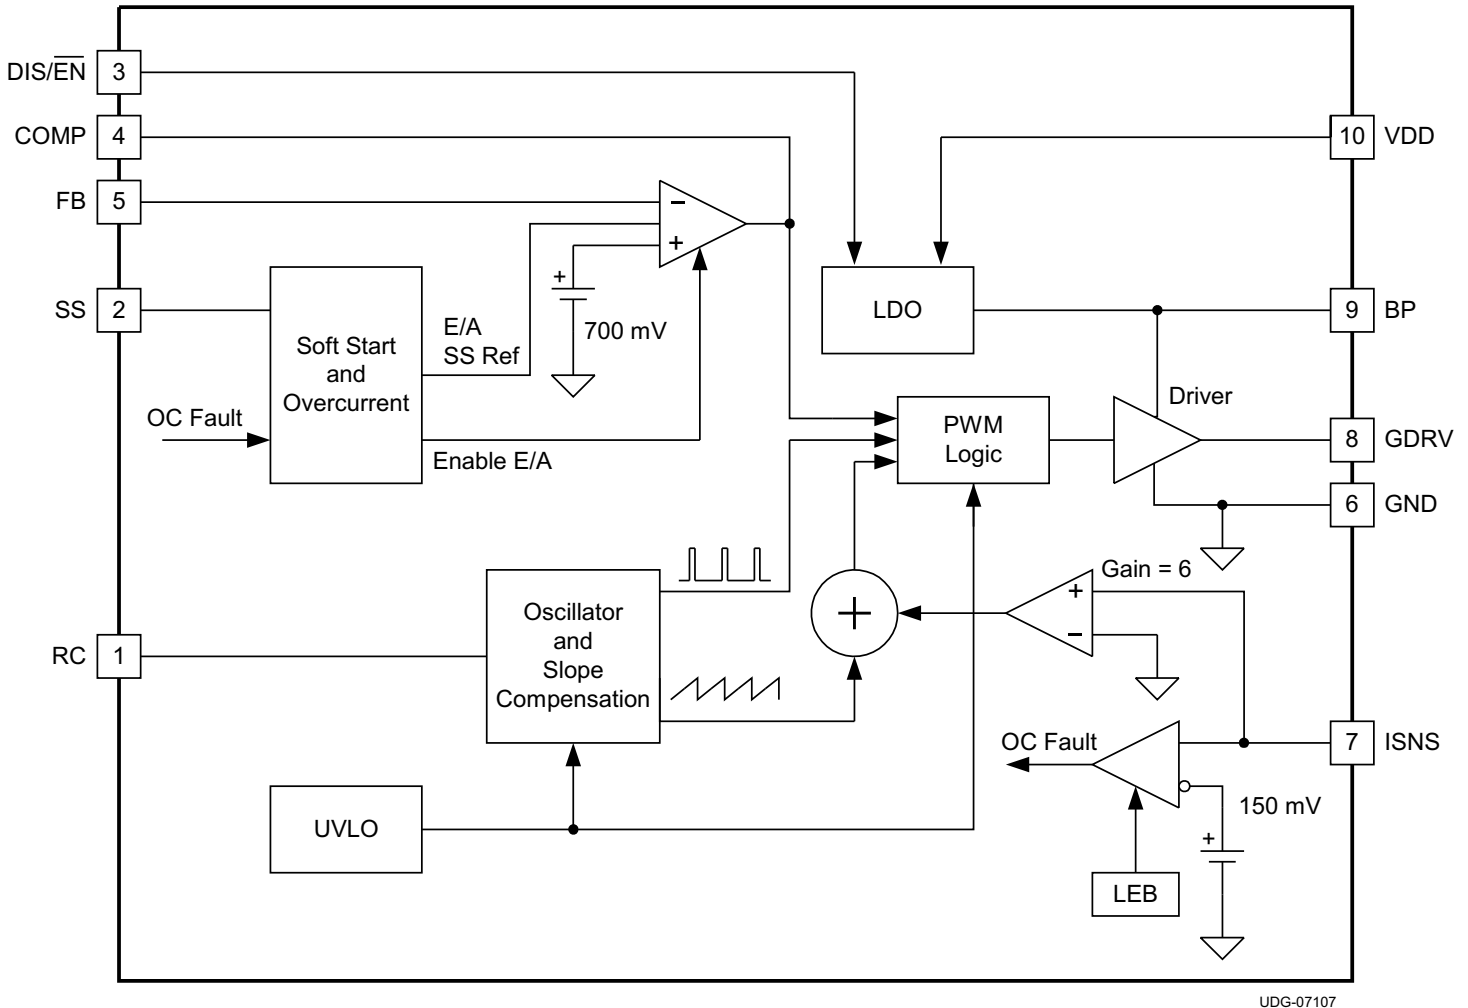 DIS/EN 3
COMP 4
FB 5
SS 2
RC 1
10 VDD
9 BP
8 GDRV
6 GND
7 ISNS
−
+
+
700 mV
Soft Start
and
Overcurrent
E/A
SS Ref
OC Fault
Enable E/A
LDO
Driver
PWM
Logic
Gain = 6
+
−
+
Oscillator
and
Slope
Compensation
UVLO
OC Fault
150 mV
+
LEB
UDG-07107